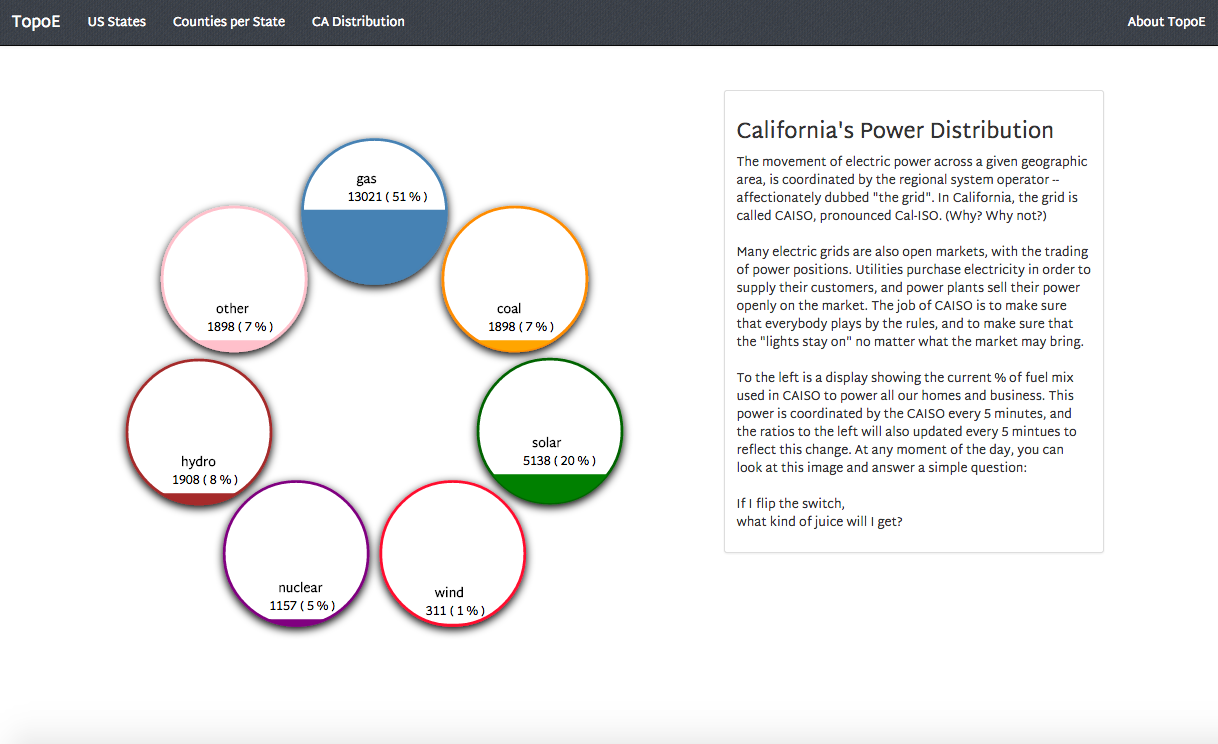 TopoE US States Counties per State CA Distribution About TopoE
gas
13021 ( 51 % )
other
1898 ( 7 % )
coal
1898 ( 7 % )
hydro
1908 ( 8 % )
solar
5138 ( 20 % )
nuclear
1157 ( 5 % )
wind
311 ( 1 % )
California's Power Distribution
The movement of electric power across a given geographic
area, is coordinated by the regional system operator --
affectionately dubbed "the grid". In California, the grid is
called CAISO, pronounced Cal-ISO. (Why? Why not?)
Many electric grids are also open markets, with the trading
of power positions. Utilities purchase electricity in order to
supply their customers, and power plants sell their power
openly on the market. The job of CAISO is to make sure
that everybody plays by the rules, and to make sure that
the "lights stay on" no matter what the market may bring.
To the left is a display showing the current % of fuel mix
used in CAISO to power all our homes and business. This
power is coordinated by the CAISO every 5 minutes, and
the ratios to the left will also updated every 5 mintues to
reflect this change. At any moment of the day, you can
look at this image and answer a simple question:
If I flip the switch,
what kind of juice will I get?